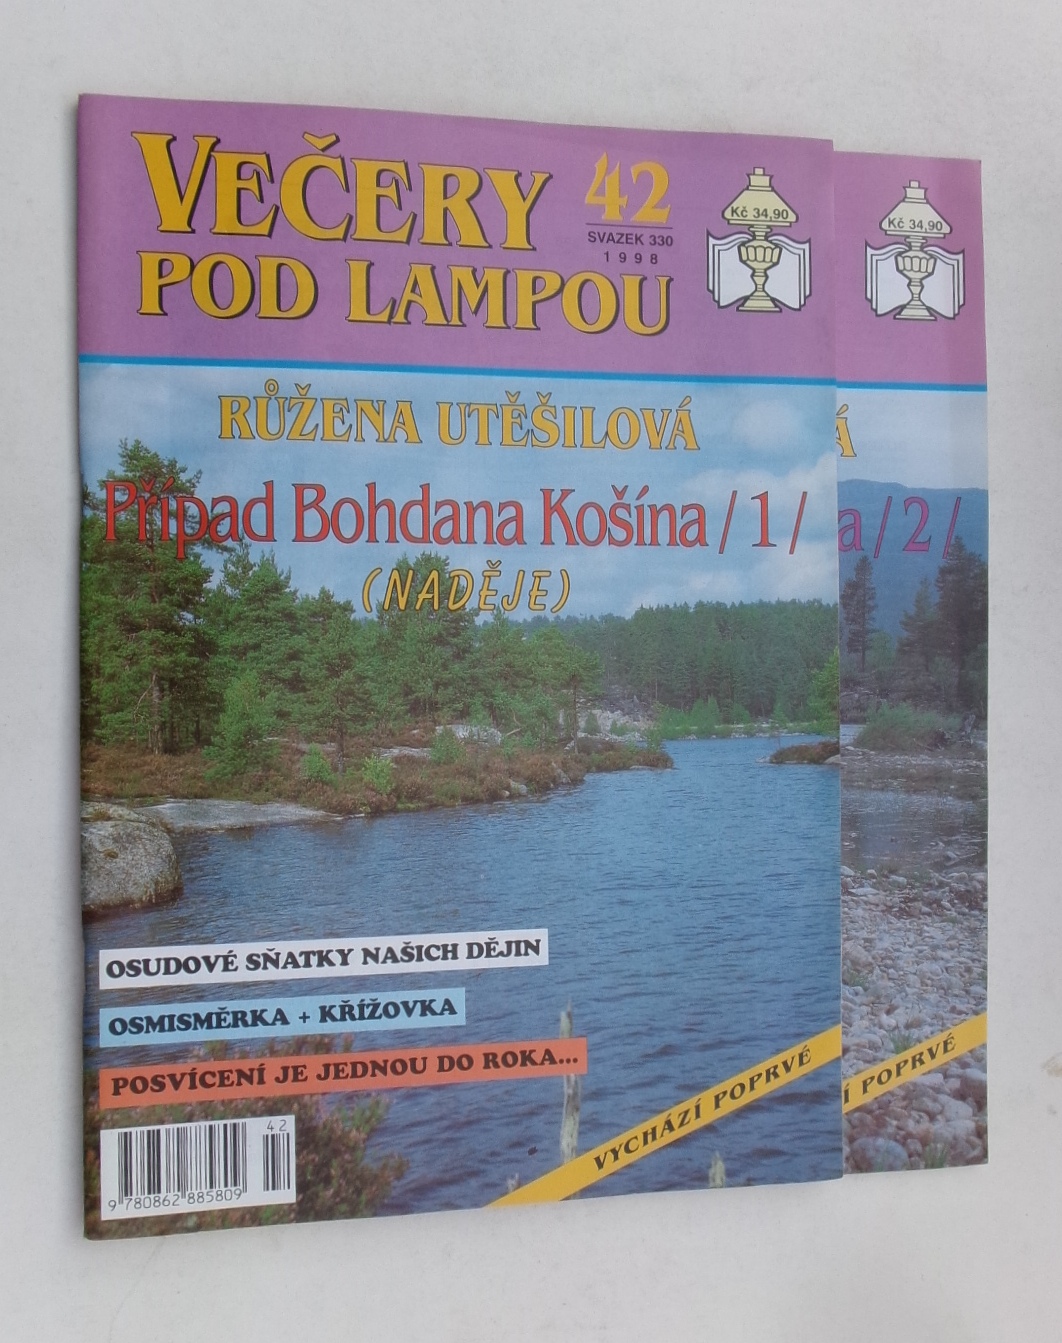 VEČERY
POD LAMPOU
42
SVAZEK 330
1998
Kč 34,90
Kč 34,90
RŮŽENA UTĚŠILOVÁ
Á
Případ Bohdana Košína / 1 /
a / 2 /
(NADĚJE)
OSUDOVÉ SŇATKY NAŠICH DĚJIN
OSMISMĚRKA + KŘÍŽOVKA
POSVÍCENÍ JE JEDNOU DO ROKA...
VYCHÁZÍ POPRVÉ
Í POPRVÉ
42
9 780862 885809